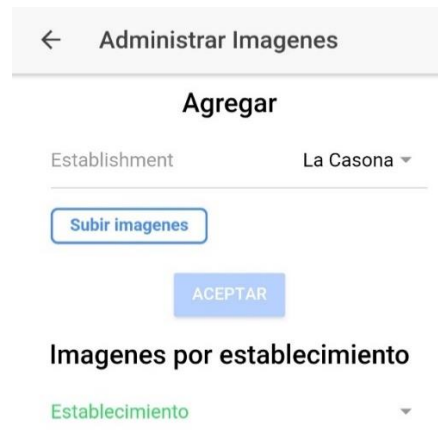 Administrar Imagenes
Agregar
Establishment La Casona
Subir imagenes
ACEPTAR
Imagenes por establecimiento
Establecimiento